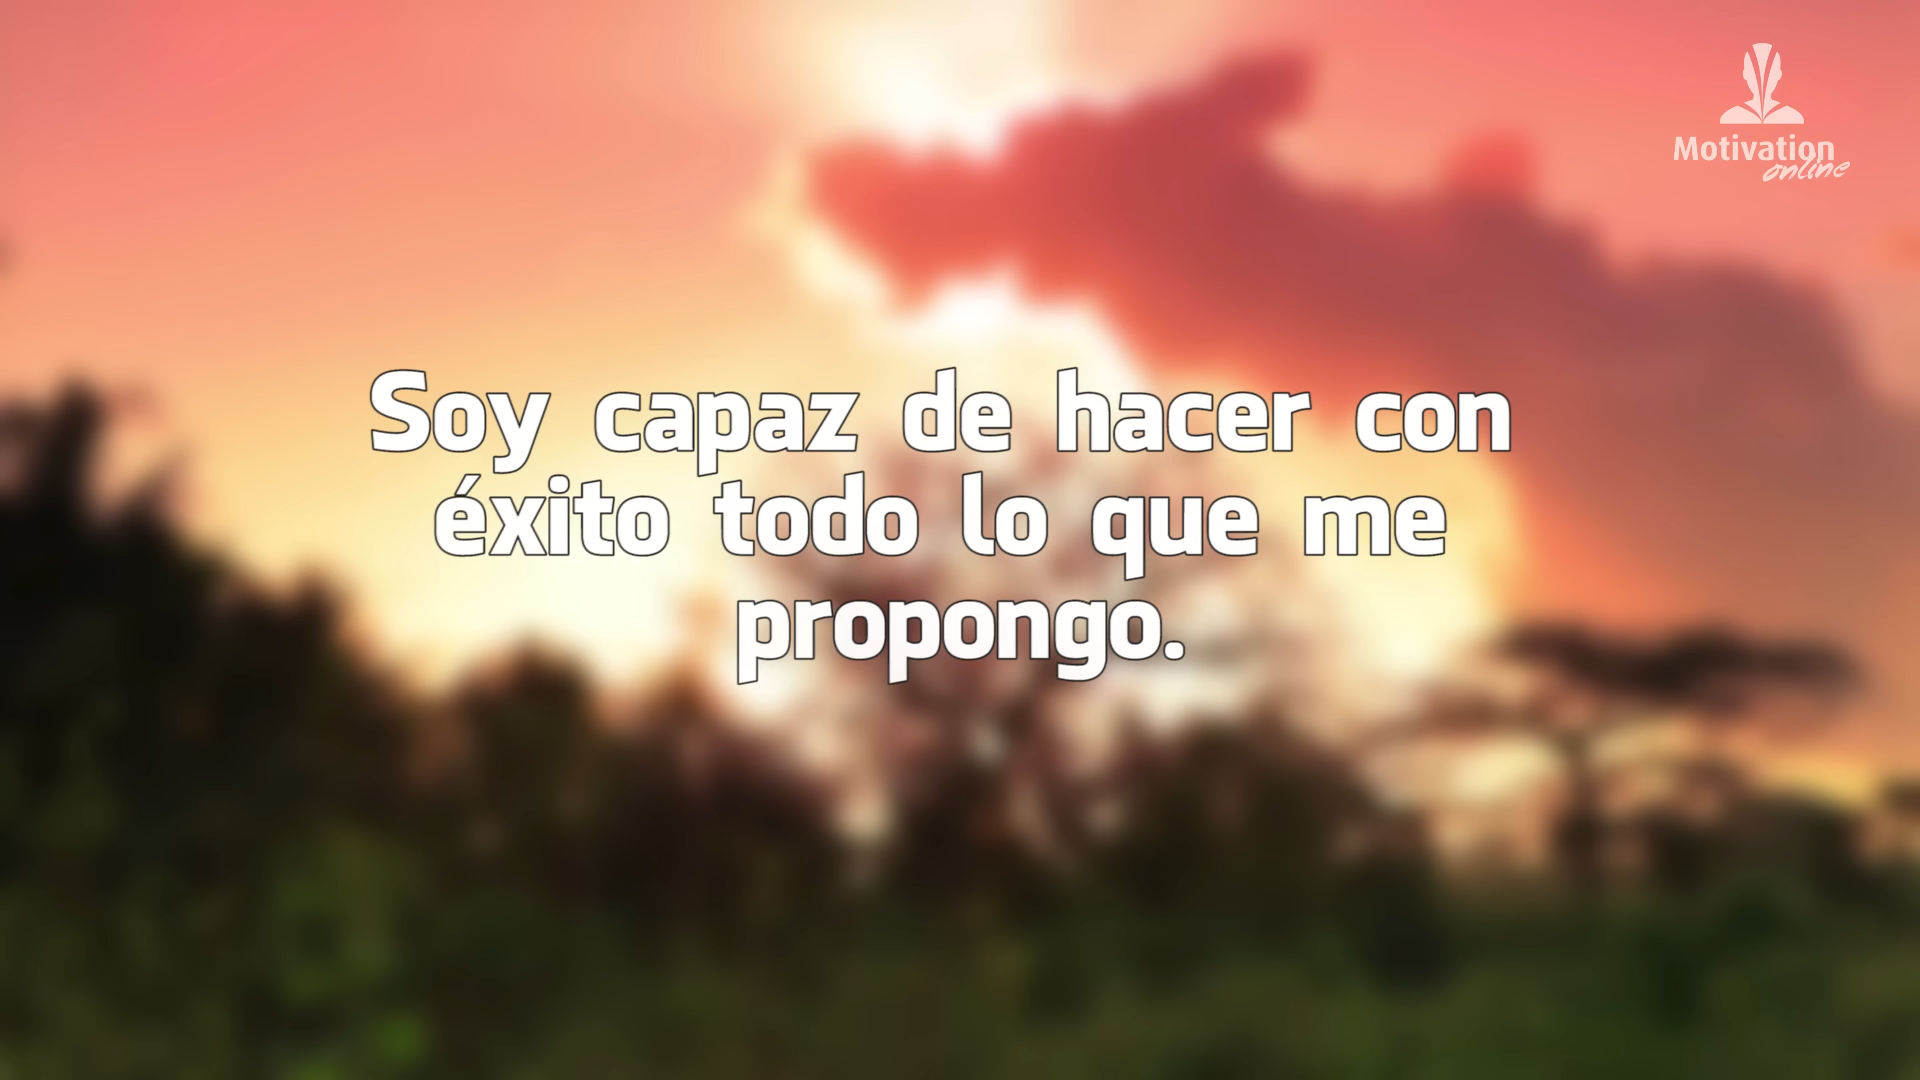 Motivation
online
Soy capaz de hacer con
éxito todo lo que me
propongo.